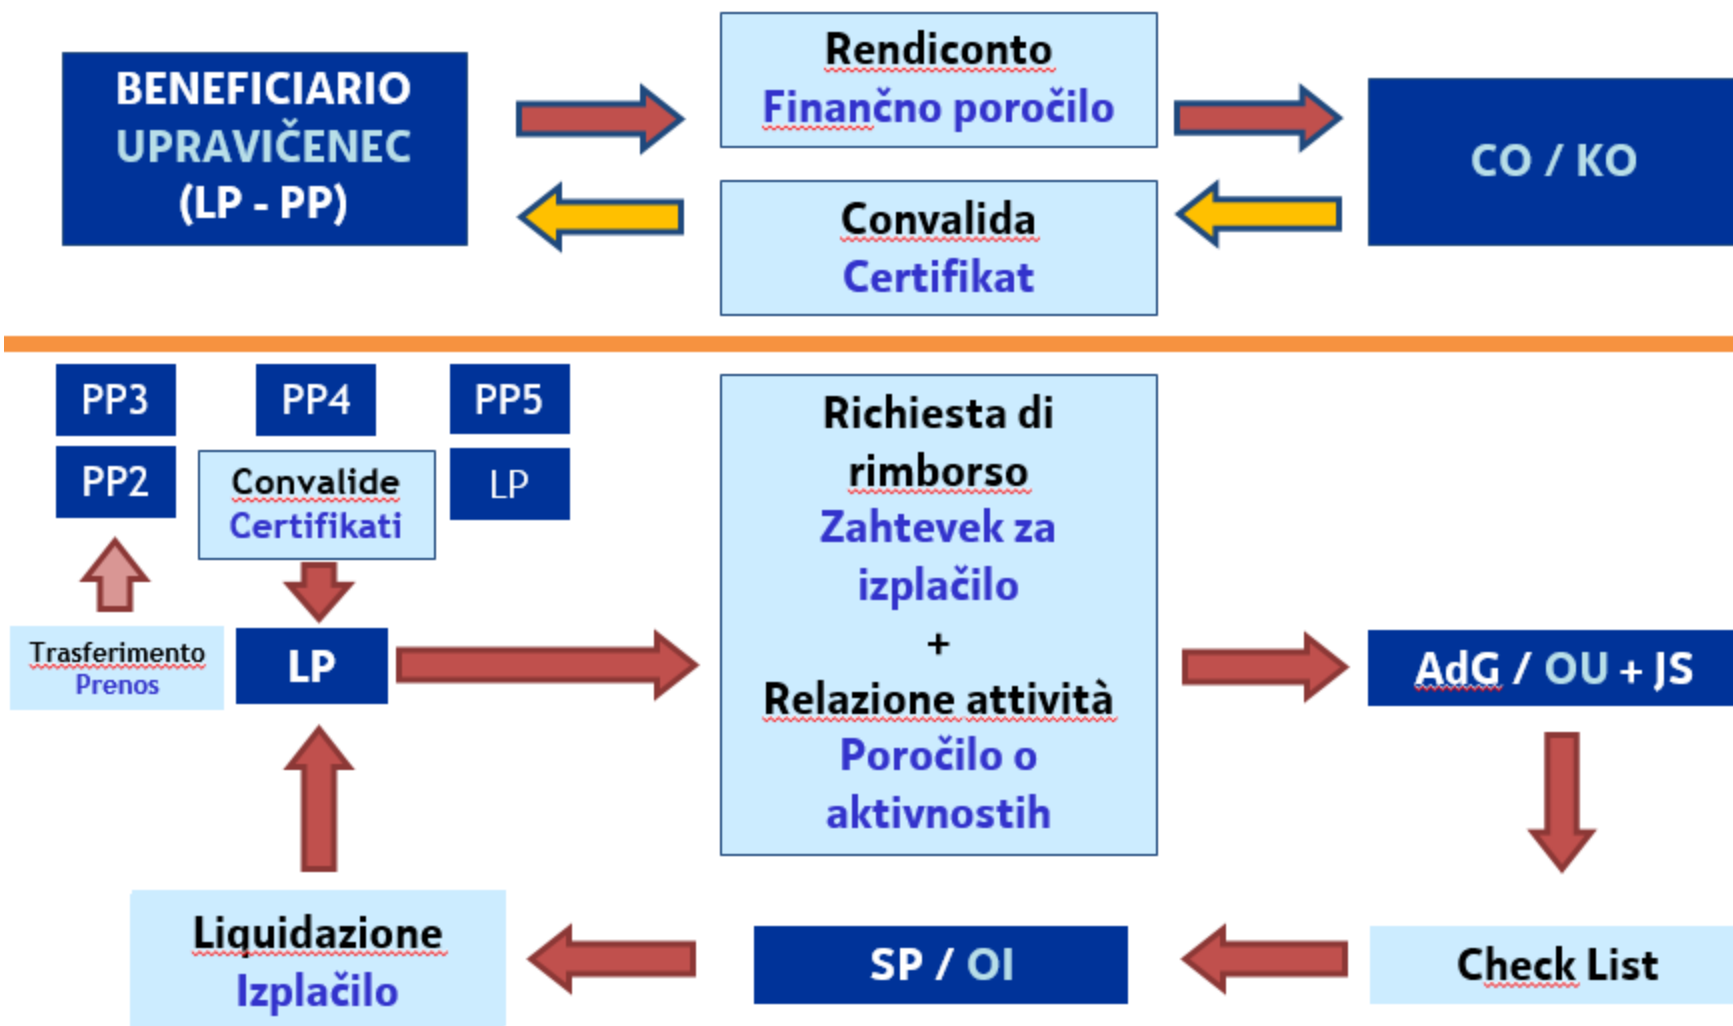 BENEFICIARIO
UPRAVIČENEC
(LP - PP)
Rendiconto
Finančno poročilo
Convalida
Certifikat
CO / KO
PP3
PP4
PP5
PP2
Convalide
Certifikati
LP
Trasferimento
Prenos
LP
Richiesta di
rimborso
Zahtevek za
izplačilo
+
Relazione attività
Poročilo o
aktivnostih
AdG / OU + JS
Check List
SP / OI
Liquidazione
Izplačilo